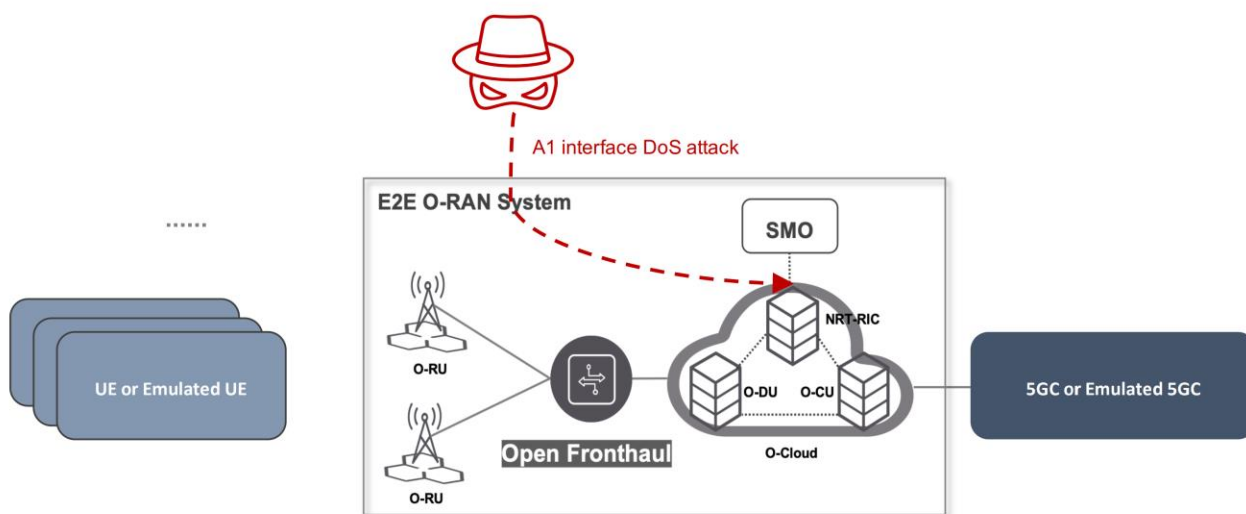 A1 interface DoS attack
E2E O-RAN System
......
SMO
NRT-RIC
O-RU
O-DU
O-CU
UE or Emulated UE
5GC or Emulated 5GC
Open Fronthaul
O-Cloud
O-RU